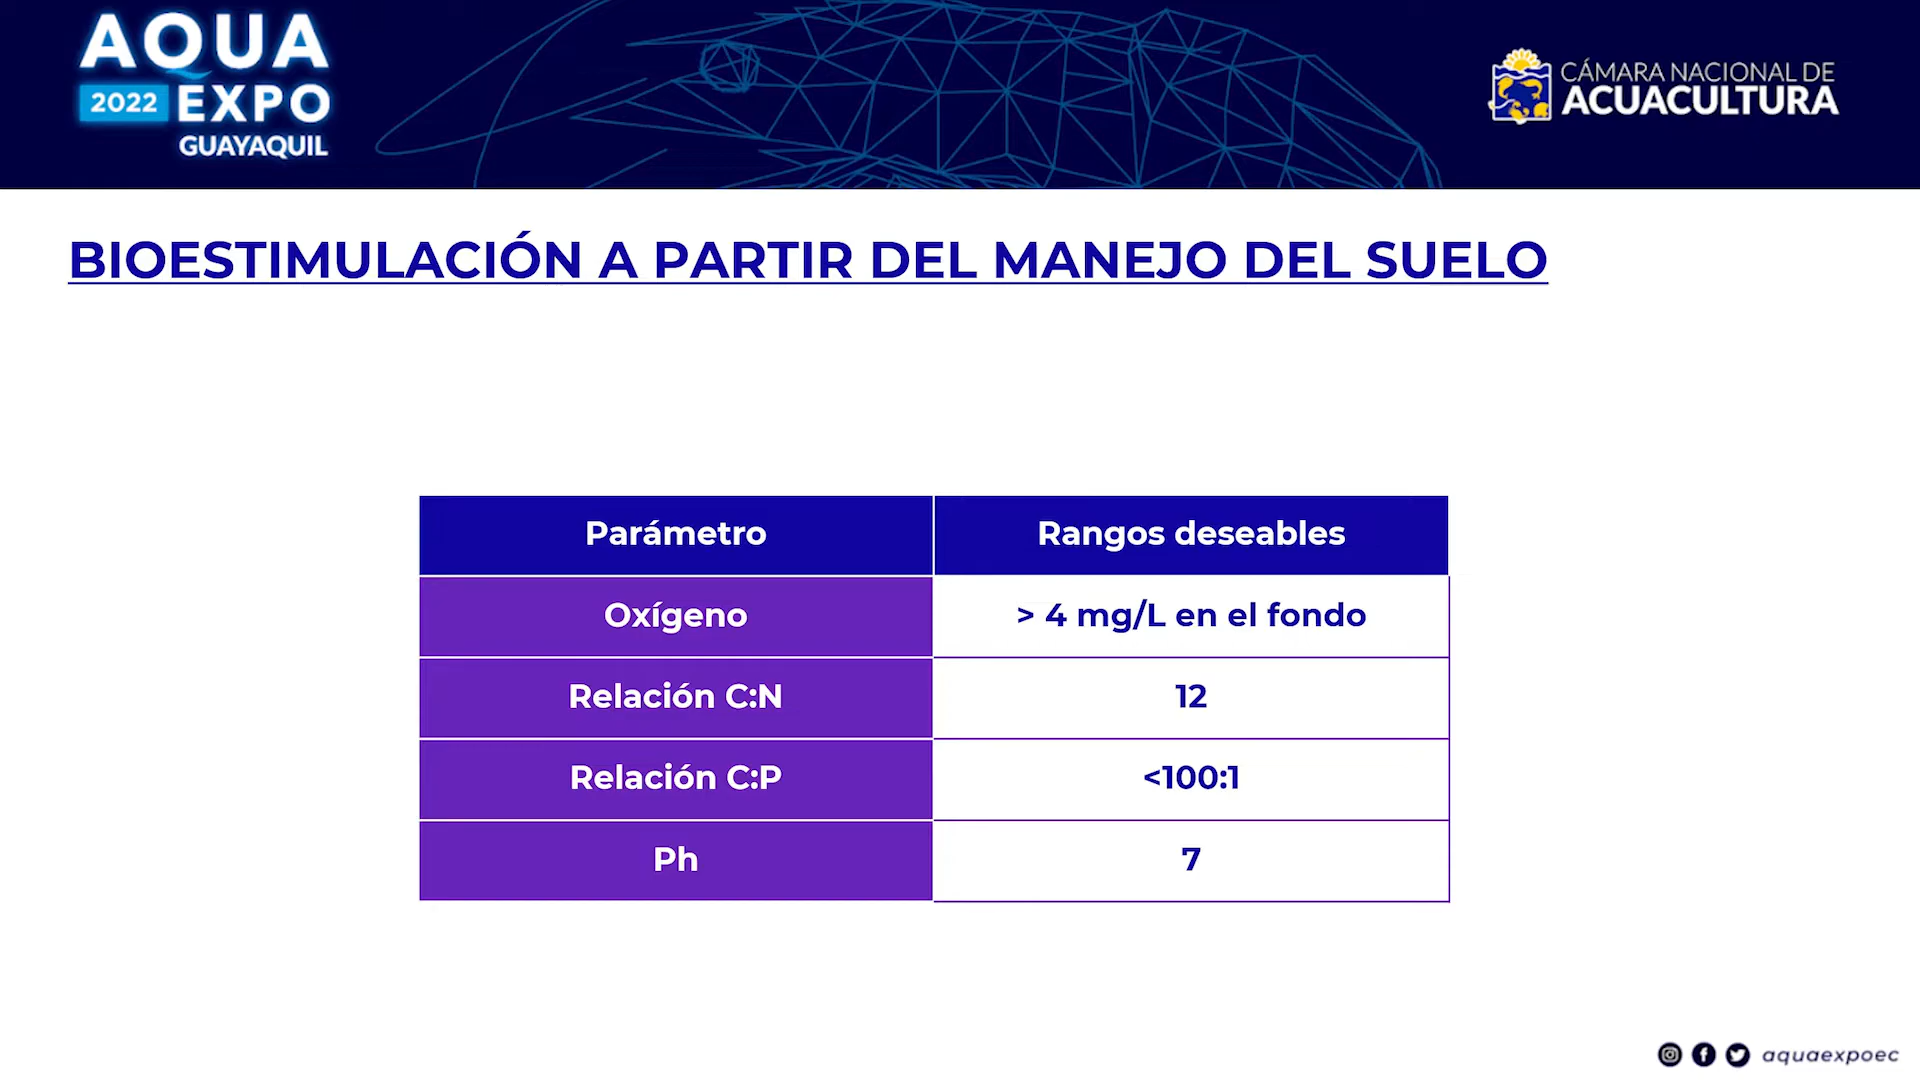 AQUA
2022 EXPO
GUAYAQUIL
CÁMARA NACIONAL DE
ACUACULTURA
BIOESTIMULACIÓN A PARTIR DEL MANEJO DEL SUELO
Parámetro Rangos deseables
Oxígeno > 4 mg/L en el fondo
Relación C:N 12
Relación C:P <100:1
Ph 7
aquaexpoec